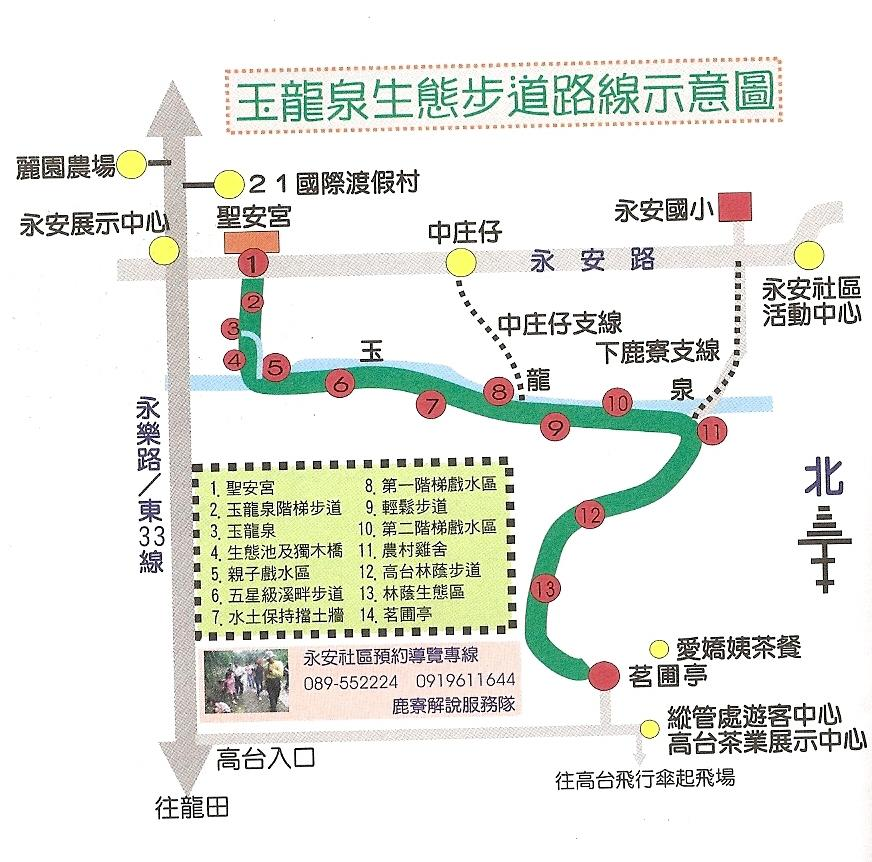 玉龍泉生態步道路線示意圖
麗園農場
21國際渡假村
永安展示中心
聖安宮
中庄仔
永安國小
永安路
永安社區
活動中心
中庄仔支線
下鹿寮支線
玉
龍
泉
1
2
3
4
5
6
7
8
9
10
11
12
13
永樂路/東33線
北
1. 聖安宮
2. 玉龍泉階梯步道
3. 玉龍泉
4. 生態池及獨木橋
5. 親子戲水區
6. 五星級溪畔步道
7. 水土保持擋土牆
8. 第一階梯戲水區
9. 輕鬆步道
10. 第二階梯戲水區
11. 農村雞舍
12. 高台林蔭步道
13. 林蔭生態區
14. 茗圃亭
永安社區預約導覽專線
089-552224 0919611644
鹿寮解說服務隊
愛嬌姨茶餐
茗圃亭
縱管處遊客中心
高台茶業展示中心
高台入口
往高台飛行傘起飛場
往龍田